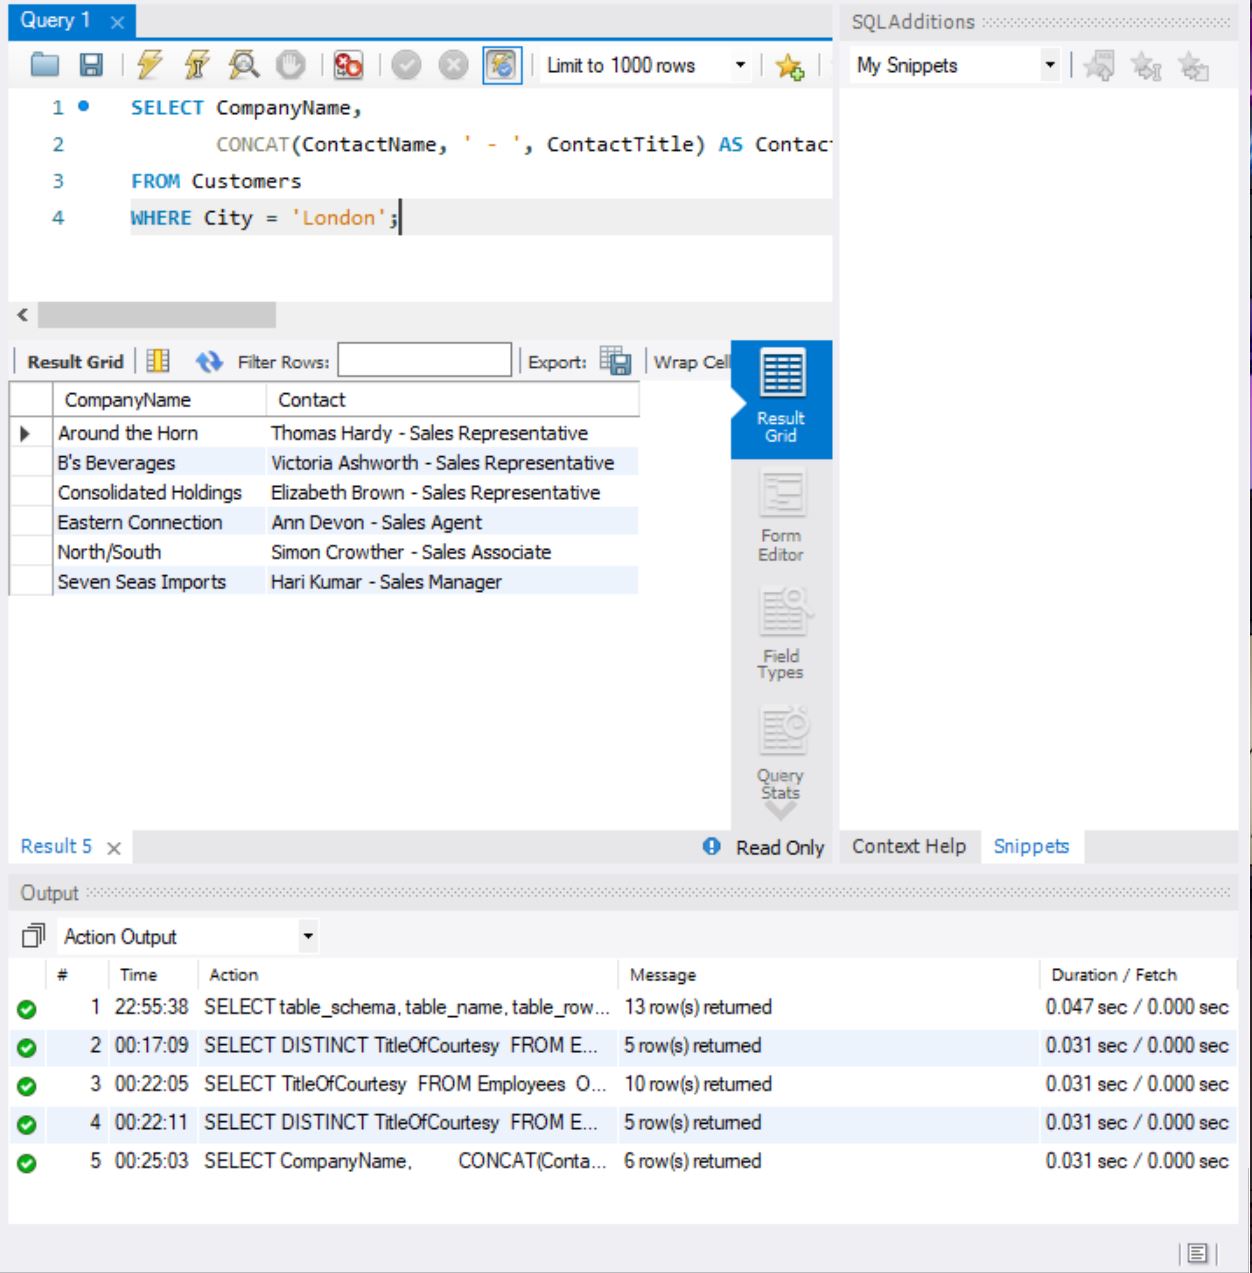 Query 1
SQLAdditions
Limit to 1000 rows
My Snippets
1 SELECT CompanyName,
2 CONCAT(ContactName, ' - ', ContactTitle) AS Contac
3 FROM Customers
4 WHERE City = 'London';
Result Grid Filter Rows: Export: Wrap Cell
CompanyName Contact
Around the Horn Thomas Hardy - Sales Representative
B's Beverages Victoria Ashworth - Sales Representative
Consolidated Holdings Elizabeth Brown - Sales Representative
Eastern Connection Ann Devon - Sales Agent
North/South Simon Crowther - Sales Associate
Seven Seas Imports Hari Kumar - Sales Manager
Result
Grid
Form
Editor
Field
Types
Query
Stats
Result 5 Read Only
Context Help Snippets
Output
Action Output
# Time Action Message Duration / Fetch
1 22:55:38 SELECT table_schema, table_name, table_row... 13 row(s) returned 0.047 sec / 0.000 sec
2 00:17:09 SELECT DISTINCT TitleOfCourtesy FROM E... 5 row(s) returned 0.031 sec / 0.000 sec
3 00:22:05 SELECT TitleOfCourtesy FROM Employees O... 10 row(s) returned 0.031 sec / 0.000 sec
4 00:22:11 SELECT DISTINCT TitleOfCourtesy FROM E... 5 row(s) returned 0.031 sec / 0.000 sec
5 00:25:03 SELECT CompanyName, CONCAT(Conta... 6 row(s) returned 0.031 sec / 0.000 sec